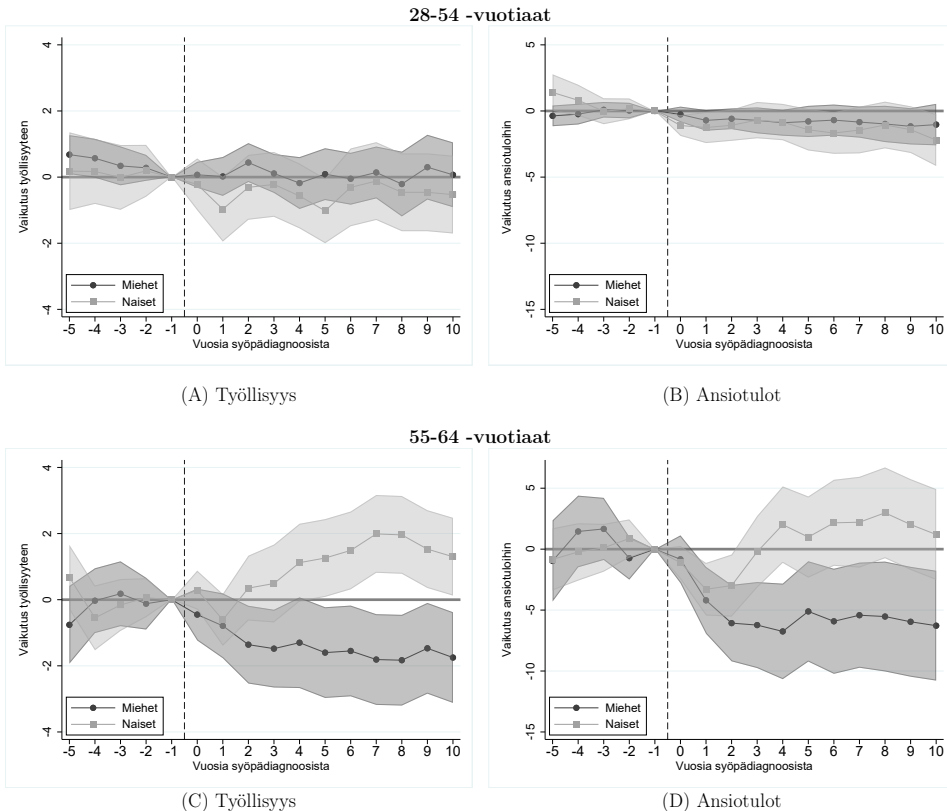 28-54 -vuotiaat
Vaikutus työllisyyteen
4
2
0
-2
-4
Miehet
Naiset
-5 -4 -3 -2 -1 0 1 2 3 4 5 6 7 8 9 10
Vuosia syöpädiagnoosista
(A) Työllisyys
Vaikutus ansiotuloihin
5
0
-5
-10
-15
Miehet
Naiset
-5 -4 -3 -2 -1 0 1 2 3 4 5 6 7 8 9 10
Vuosia syöpädiagnoosista
(B) Ansiotulot
55-64 -vuotiaat
Vaikutus työllisyyteen
4
2
0
-2
-4
Miehet
Naiset
-5 -4 -3 -2 -1 0 1 2 3 4 5 6 7 8 9 10
Vuosia syöpädiagnoosista
(C) Työllisyys
Vaikutus ansiotuloihin
5
0
-5
-10
-15
Miehet
Naiset
-5 -4 -3 -2 -1 0 1 2 3 4 5 6 7 8 9 10
Vuosia syöpädiagnoosista
(D) Ansiotulot